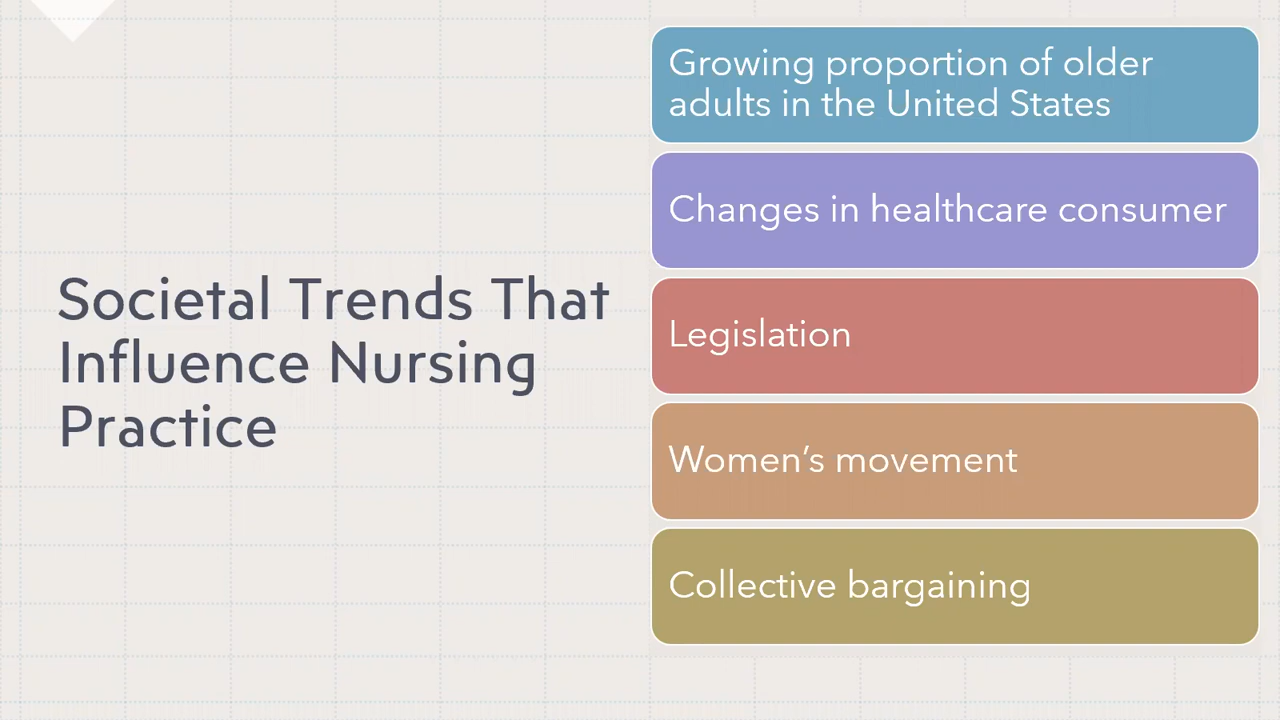 Societal Trends That
Influence Nursing
Practice
Growing proportion of older
adults in the United States
Changes in healthcare consumer
Legislation
Women’s movement
Collective bargaining